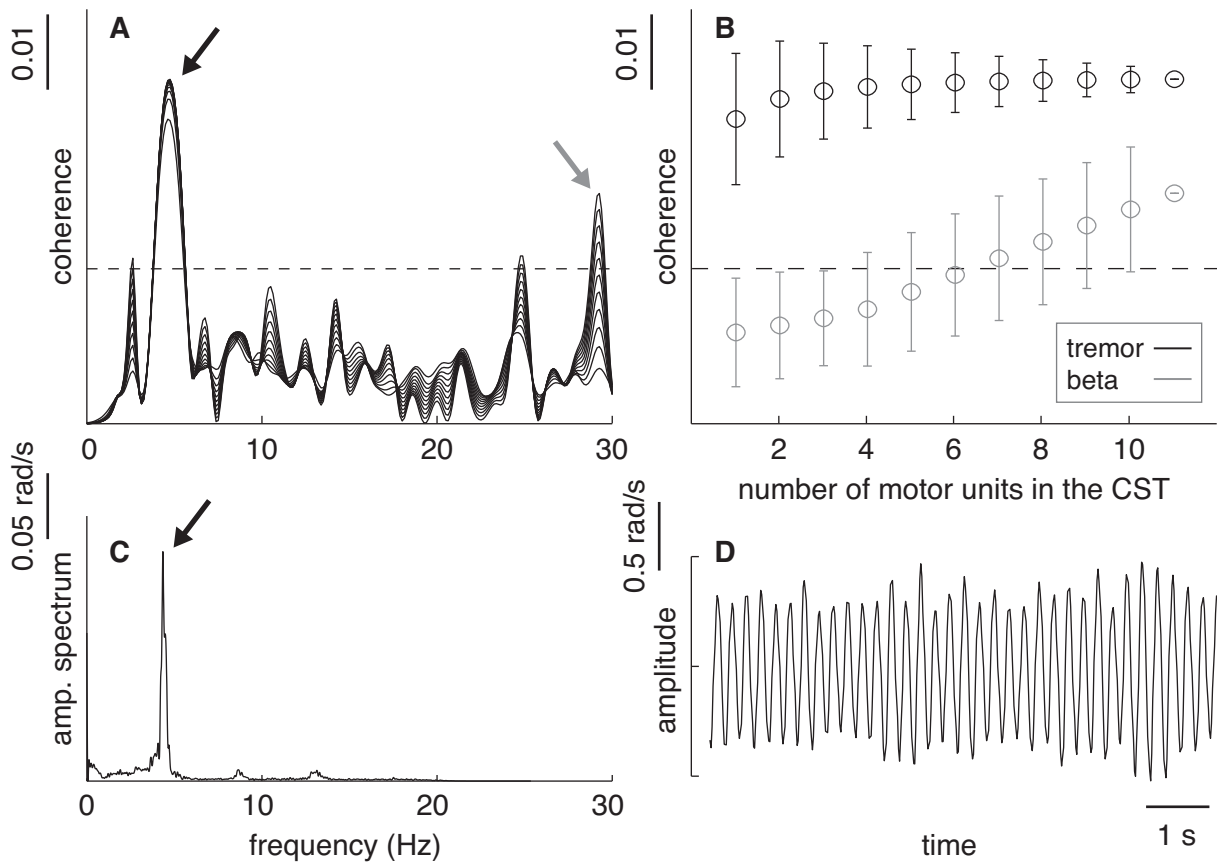 0.01
A
coherence
0 10 20 30
0.01
B
coherence
tremor
beta
2 4 6 8 10
number of motor units in the CST
0.05 rad/s
C
amp. spectrum
0 10 20 30
frequency (Hz)
0.5 rad/s
D
amplitude
1 s
time